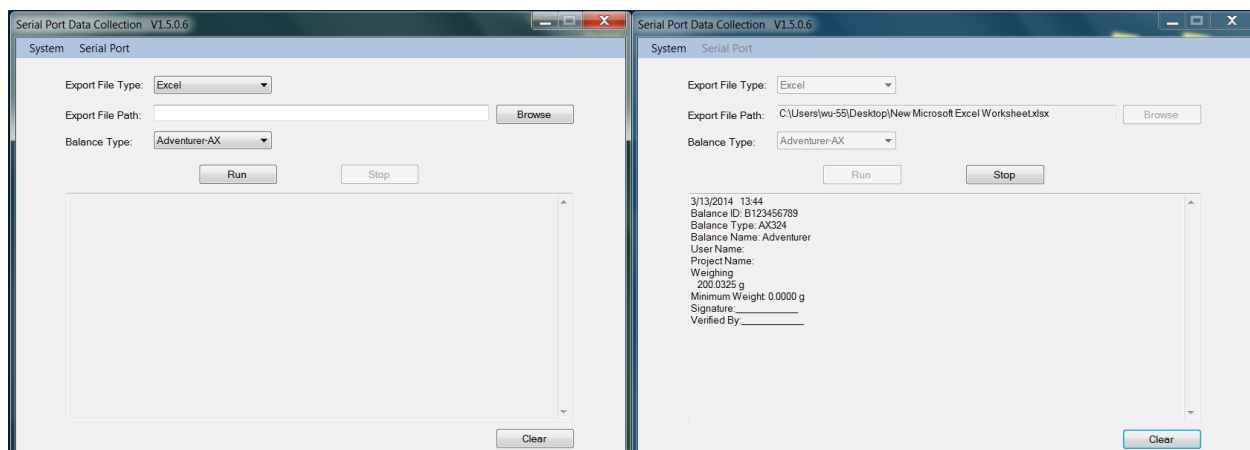 Serial Port Data Collection V1.5.0.6
System Serial Port
Export File Type: Excel
Export File Path: Browse
Balance Type: Adventurer-AX
Run Stop
Clear
Serial Port Data Collection V1.5.0.6
System Serial Port
Export File Type: Excel
Export File Path: C:\Users\wu-55\Desktop\New Microsoft Excel Worksheet.xlsx Browse
Balance Type: Adventurer-AX
Run Stop
3/13/2014 13:44
Balance ID: B123456789
Balance Type: AX324
Balance Name: Adventurer
User Name:
Project Name:
Weighing
200.0325 g
Minimum Weight: 0.0000 g
Signature:____________
Verified By:____________
Clear